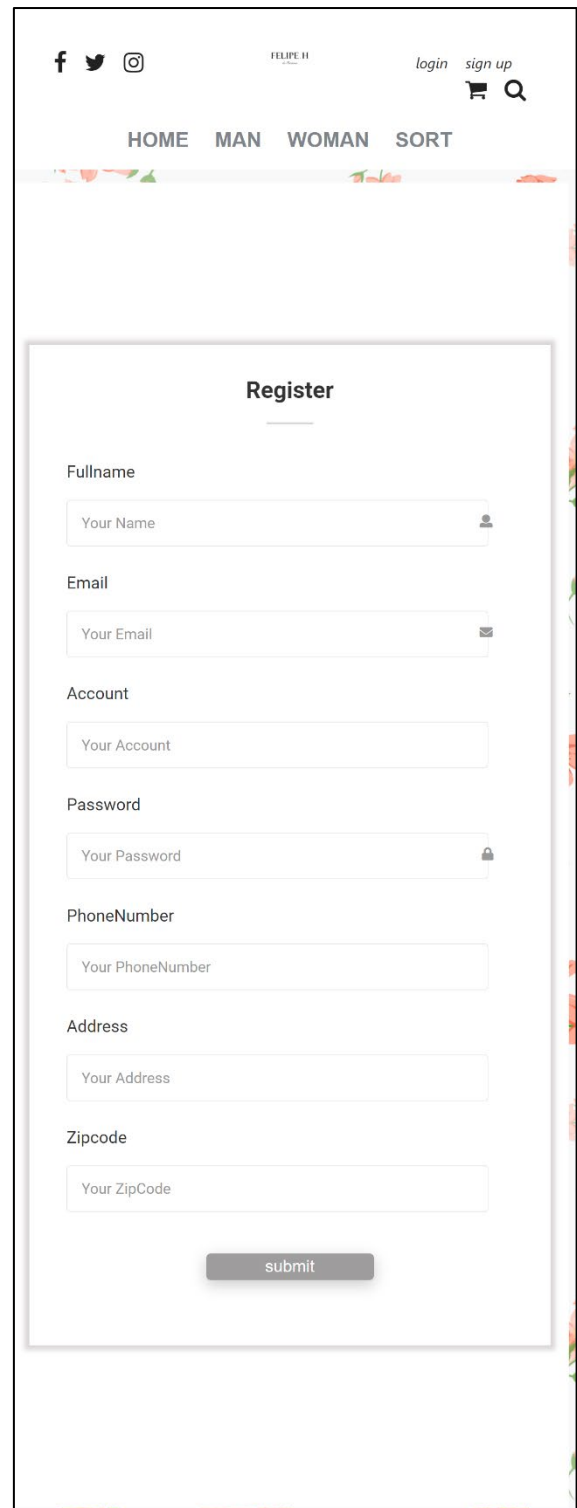 FELIPE H
login sign up
HOME MAN WOMAN SORT
Register
Fullname
Your Name
Email
Your Email
Account
Your Account
Password
Your Password
PhoneNumber
Your PhoneNumber
Address
Your Address
Zipcode
Your ZipCode
submit